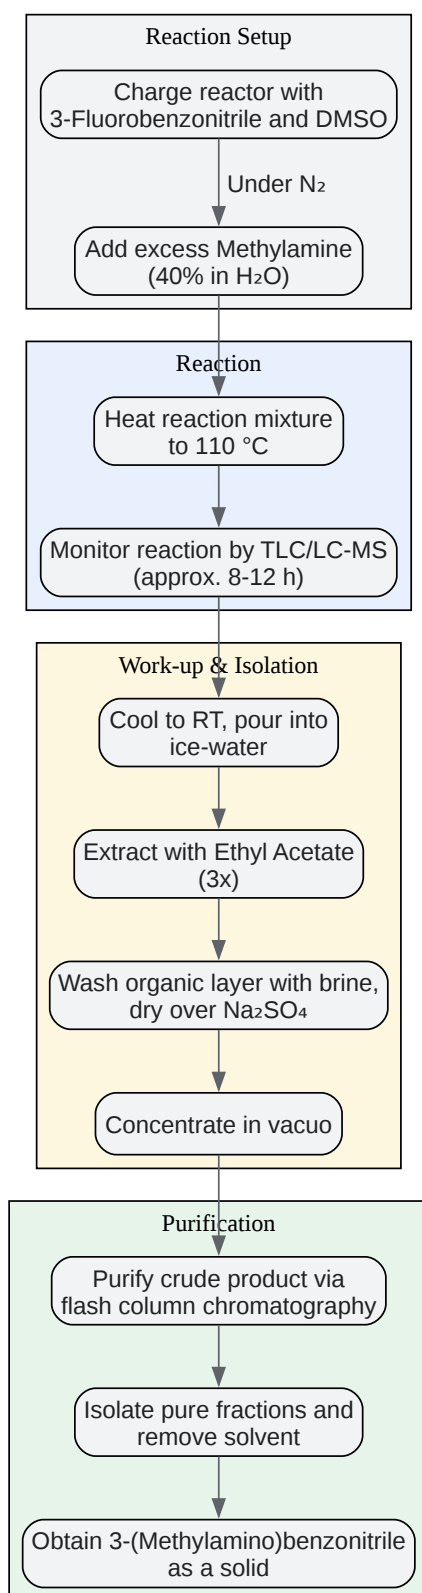 Reaction Setup
Charge reactor with
3-Fluorobenzonitrile and DMSO
Under N₂
Add excess Methylamine
(40% in H₂O)
Reaction
Heat reaction mixture
to 110 °C
Monitor reaction by TLC/LC-MS
(approx. 8-12 h)
Work-up & Isolation
Cool to RT, pour into
ice-water
Extract with Ethyl Acetate
(3x)
Wash organic layer with brine,
dry over Na₂SO₄
Concentrate in vacuo
Purification
Purify crude product via
flash column chromatography
Isolate pure fractions and
remove solvent
Obtain 3-(Methylamino)benzonitrile
as a solid